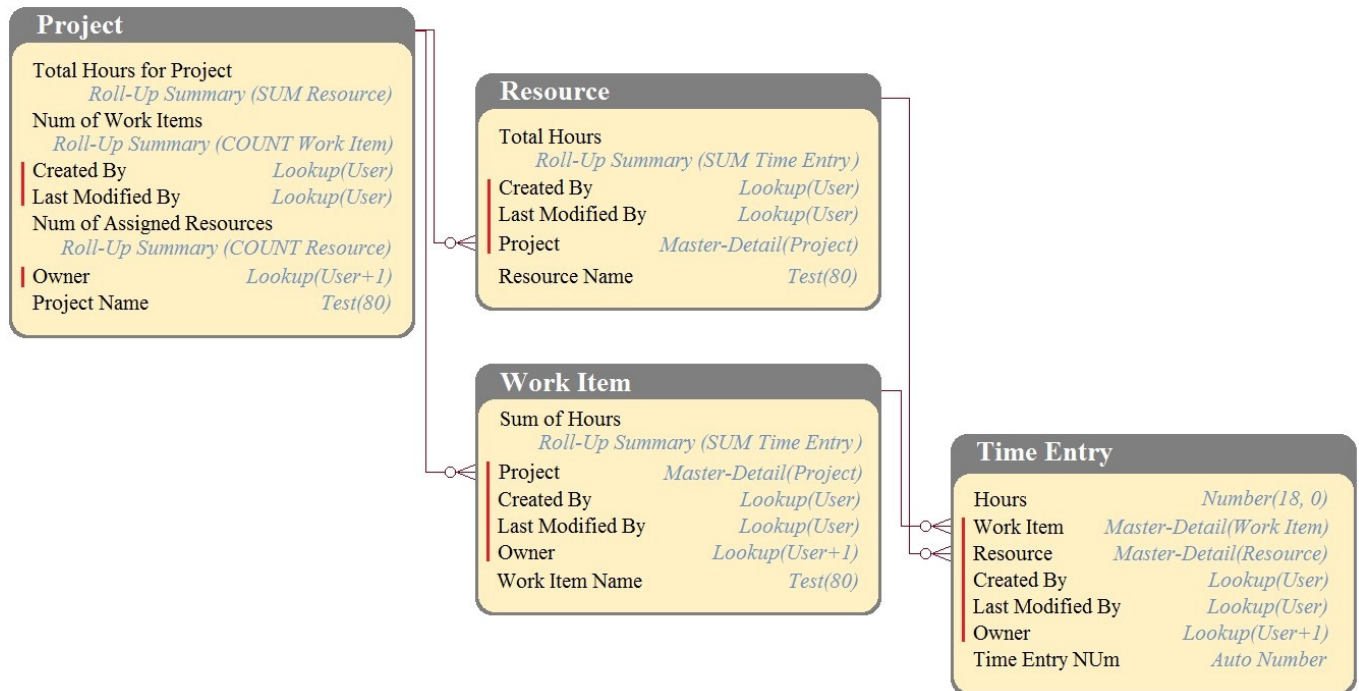 Project
Total Hours for Project
Roll-Up Summary (SUM Resource)
Num of Work Items
Roll-Up Summary (COUNT Work Item)
Created By Lookup(User)
Last Modified By Lookup(User)
Num of Assigned Resources
Roll-Up Summary (COUNT Resource)
Owner Lookup(User+1)
Project Name Test(80)
Resource
Total Hours
Roll-Up Summary (SUM Time Entry)
Created By Lookup(User)
Last Modified By Lookup(User)
Project Master-Detail(Project)
Resource Name Test(80)
Work Item
Sum of Hours
Roll-Up Summary (SUM Time Entry)
Project Master-Detail(Project)
Created By Lookup(User)
Last Modified By Lookup(User)
Owner Lookup(User+1)
Work Item Name Test(80)
Time Entry
Hours Number(18, 0)
Work Item Master-Detail(Work Item)
Resource Master-Detail(Resource)
Created By Lookup(User)
Last Modified By Lookup(User)
Owner Lookup(User+1)
Time Entry NUm Auto Number